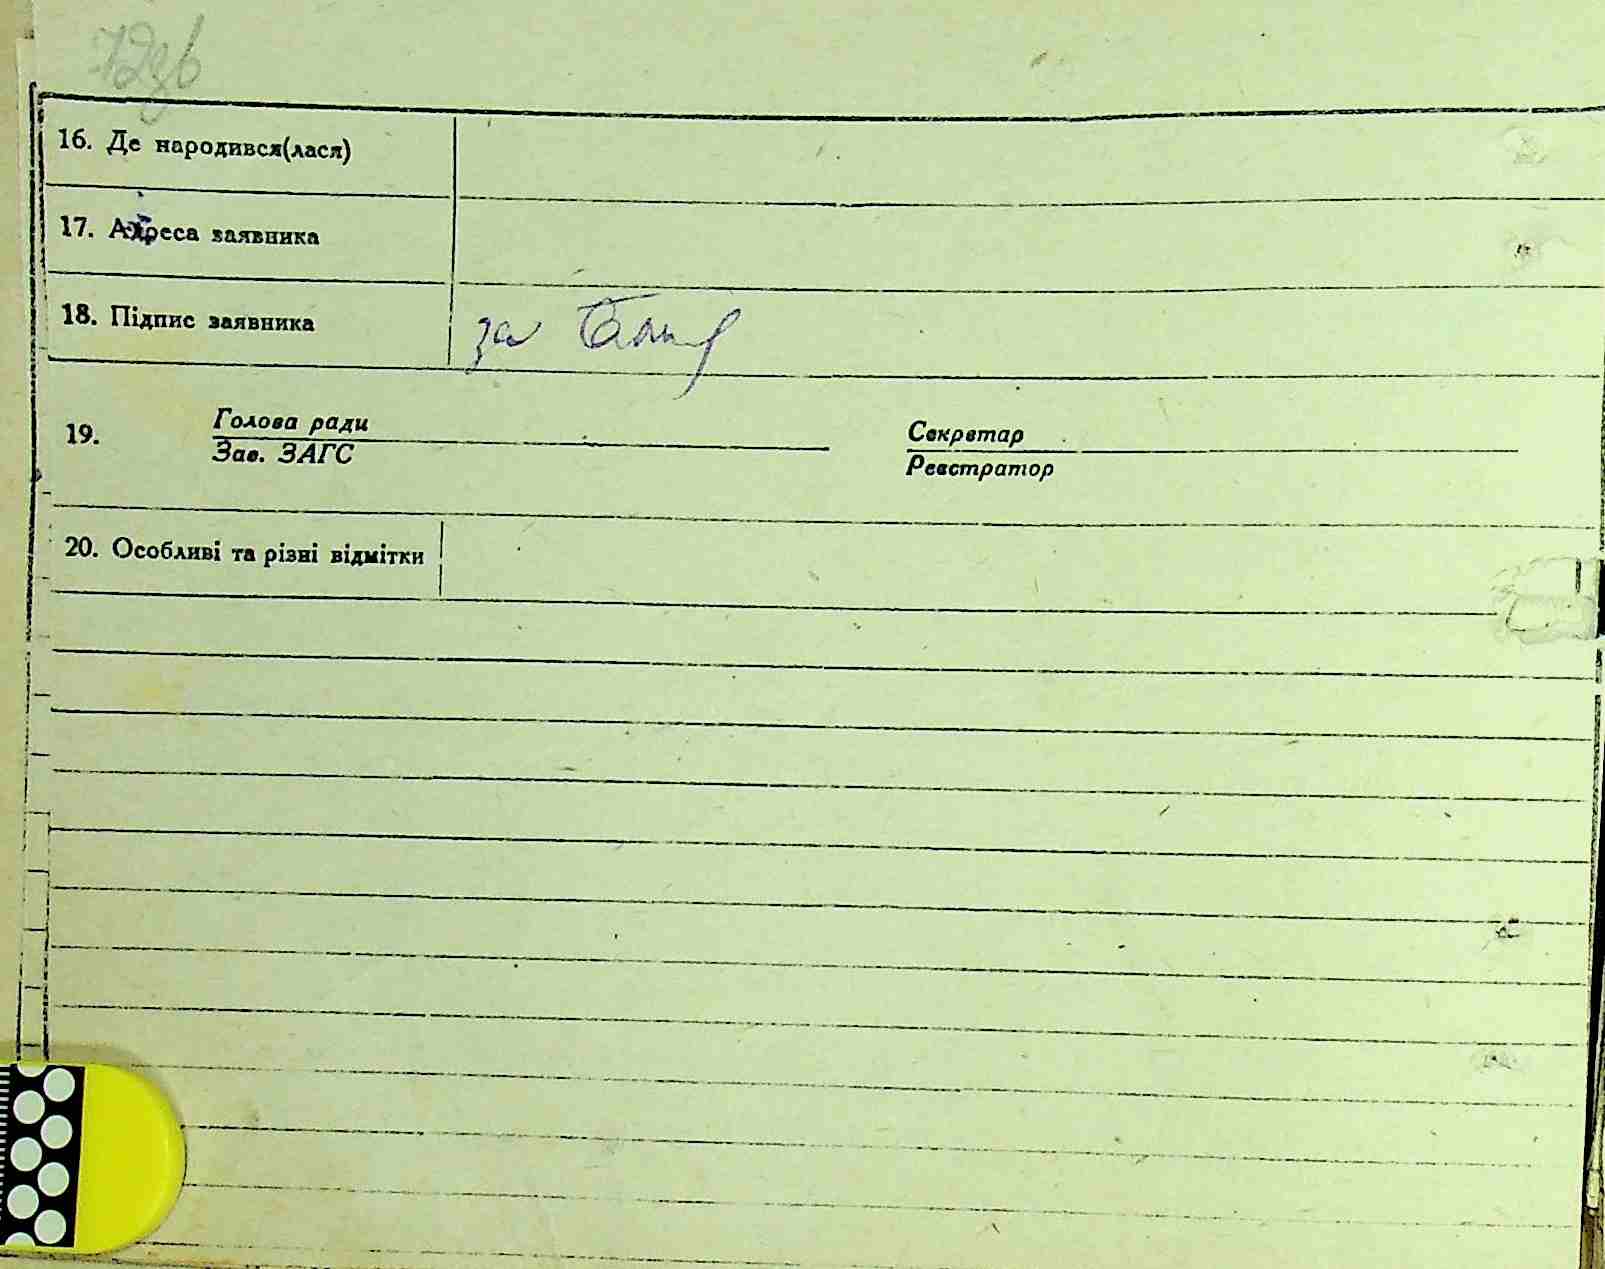 72зв
16. Де народився(лася)
17. Адреса заявника
18. Підпис заявника за
19. Голова ради Секретар
Зав. ЗАГС Реєстратор
20. Особливі та різні відмітки